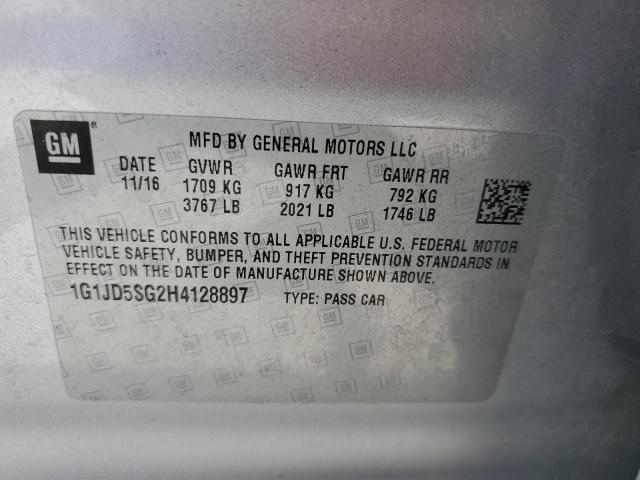 GM
MFD BY GENERAL MOTORS LLC
DATE GVWR GAWR FRT GAWR RR
11/16 1709 KG 917 KG 792 KG
3767 LB 2021 LB 1746 LB
THIS VEHICLE CONFORMS TO ALL APPLICABLE U.S. FEDERAL MOTOR
VEHICLE SAFETY, BUMPER, AND THEFT PREVENTION STANDARDS IN
EFFECT ON THE DATE OF MANUFACTURE SHOWN ABOVE.
1G1JD5SG2H4128897 TYPE: PASS CAR